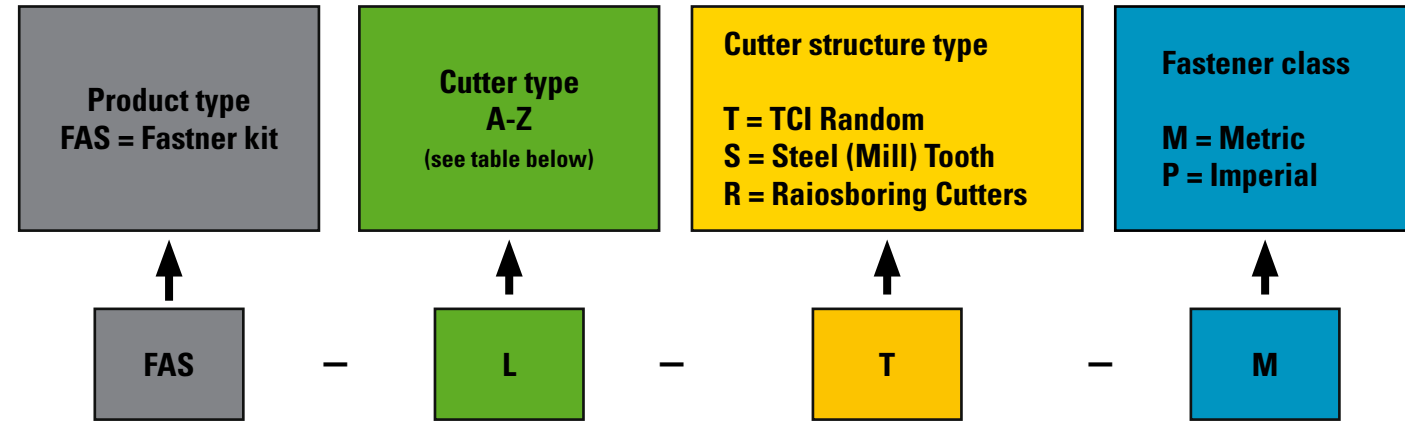 Product type
FAS = Fastner kit
Cutter type
A-Z
(see table below)
Cutter structure type
T = TCI Random
S = Steel (Mill) Tooth
R = Raiosboring Cutters
Fastener class
M = Metric
P = Imperial
FAS – L – T – M